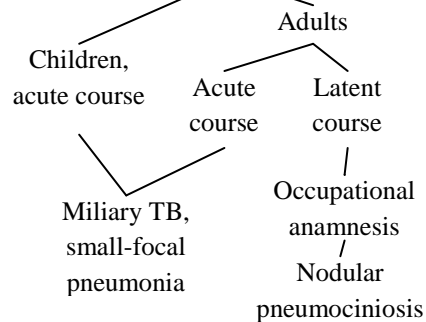 Adults
Children,
acute course
Acute
course
Latent
course
Miliary TB,
small-focal
pneumonia
Occupational
anamnesis
Nodular
pneumociniosis